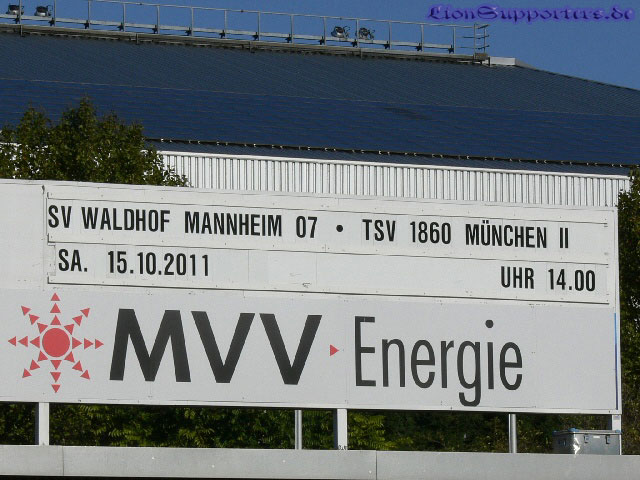 LionSupporters.de
SV WALDHOF MANNHEIM 07 • TSV 1860 MÜNCHEN II
SA. 15.10.2011 UHR 14.00
MVV Energie